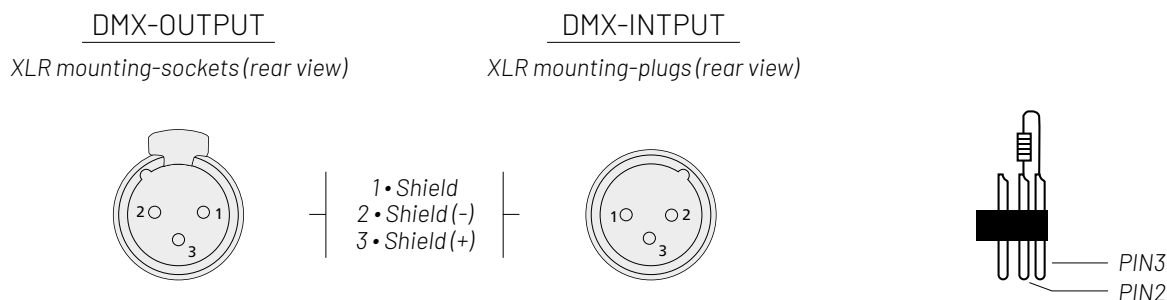 DMX-OUTPUT
XLR mounting-sockets (rear view)
2
1
3
1 • Shield
2 • Shield (-)
3 • Shield (+)
DMX-INTPUT
XLR mounting-plugs (rear view)
1
2
3
PIN3
PIN2